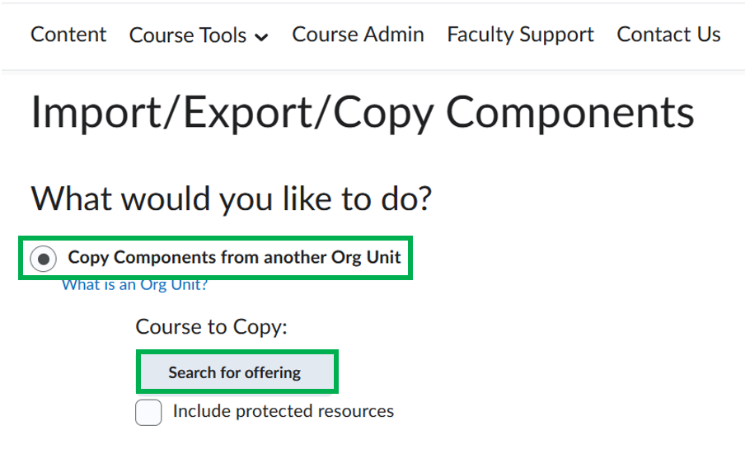 Content Course Tools Course Admin Faculty Support Contact Us
Import/Export/Copy Components
What would you like to do?
Copy Components from another Org Unit
What is an Org Unit?
Course to Copy:
Search for offering
Include protected resources